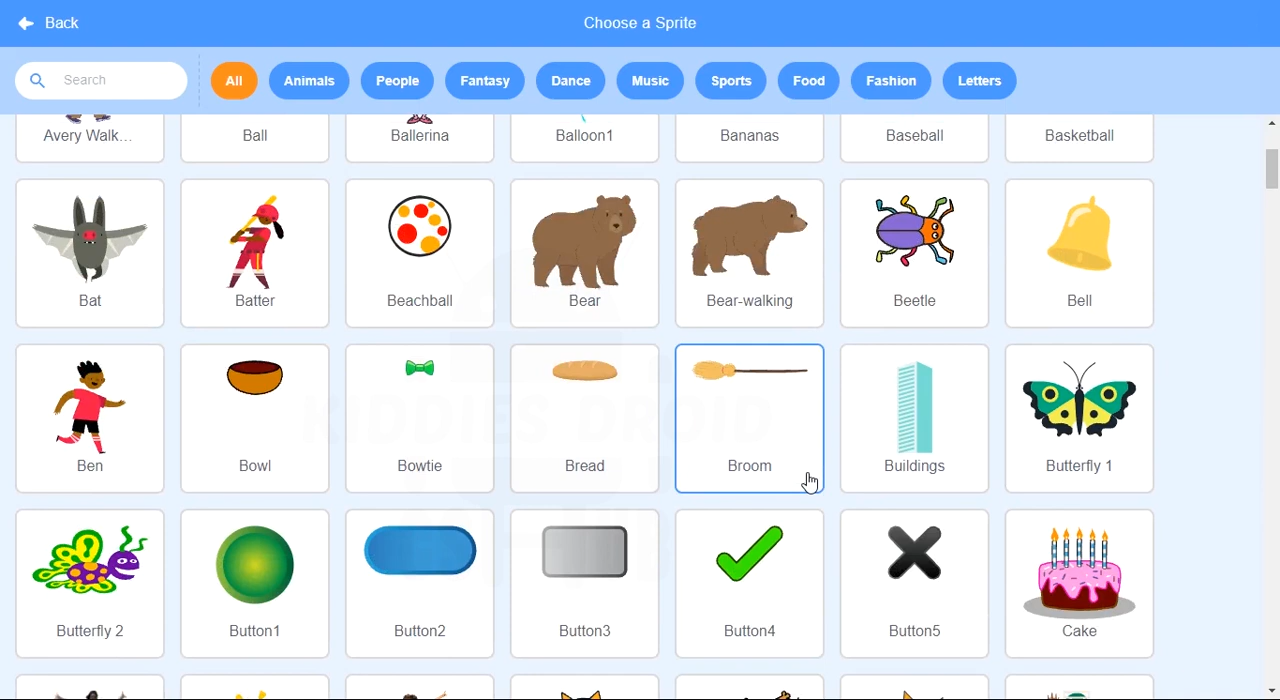 Back
Choose a Sprite
Search
All
Animals
People
Fantasy
Dance
Music
Sports
Food
Fashion
Letters
Avery Walk...
Ball
Ballerina
Balloon1
Bananas
Baseball
Basketball
Bat
Batter
Beachball
Bear
Bear-walking
Beetle
Bell
Ben
Bowl
Bowtie
Bread
Broom
Buildings
Butterfly 1
Butterfly 2
Button1
Button2
Button3
Button4
Button5
Cake